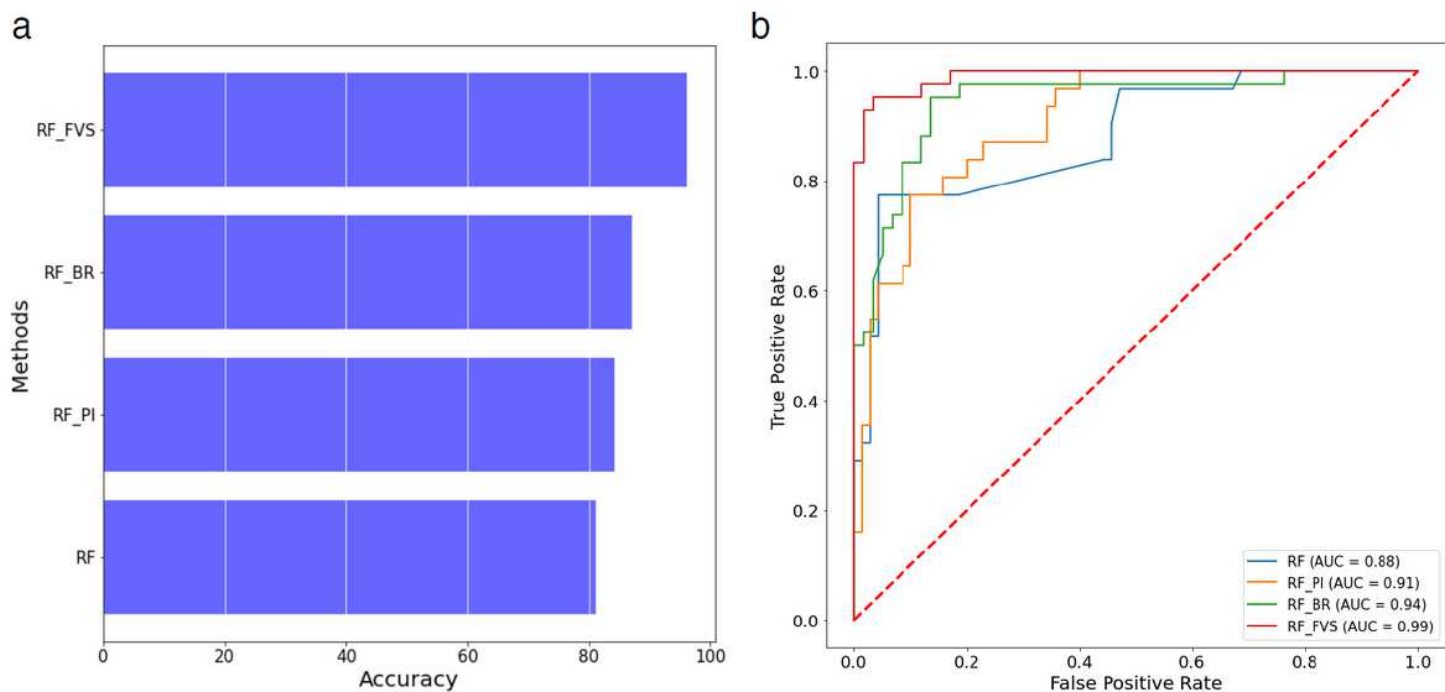 a
RF_FVS
RF_BR
RF_PI
RF
Methods
0 20 40 60 80 100
Accuracy
b
1.0
0.8
0.6
0.4
0.2
0.0
True Positive Rate
RF (AUC = 0.88)
RF_PI (AUC = 0.91)
RF_BR (AUC = 0.94)
RF_FVS (AUC = 0.99)
0.0 0.2 0.4 0.6 0.8 1.0
False Positive Rate